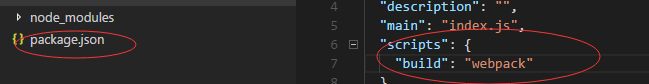 node_modules
{} package.json
4 "description": "",
5 "main": "index.js",
6 "scripts": {
7 "build": "webpack"
8 }